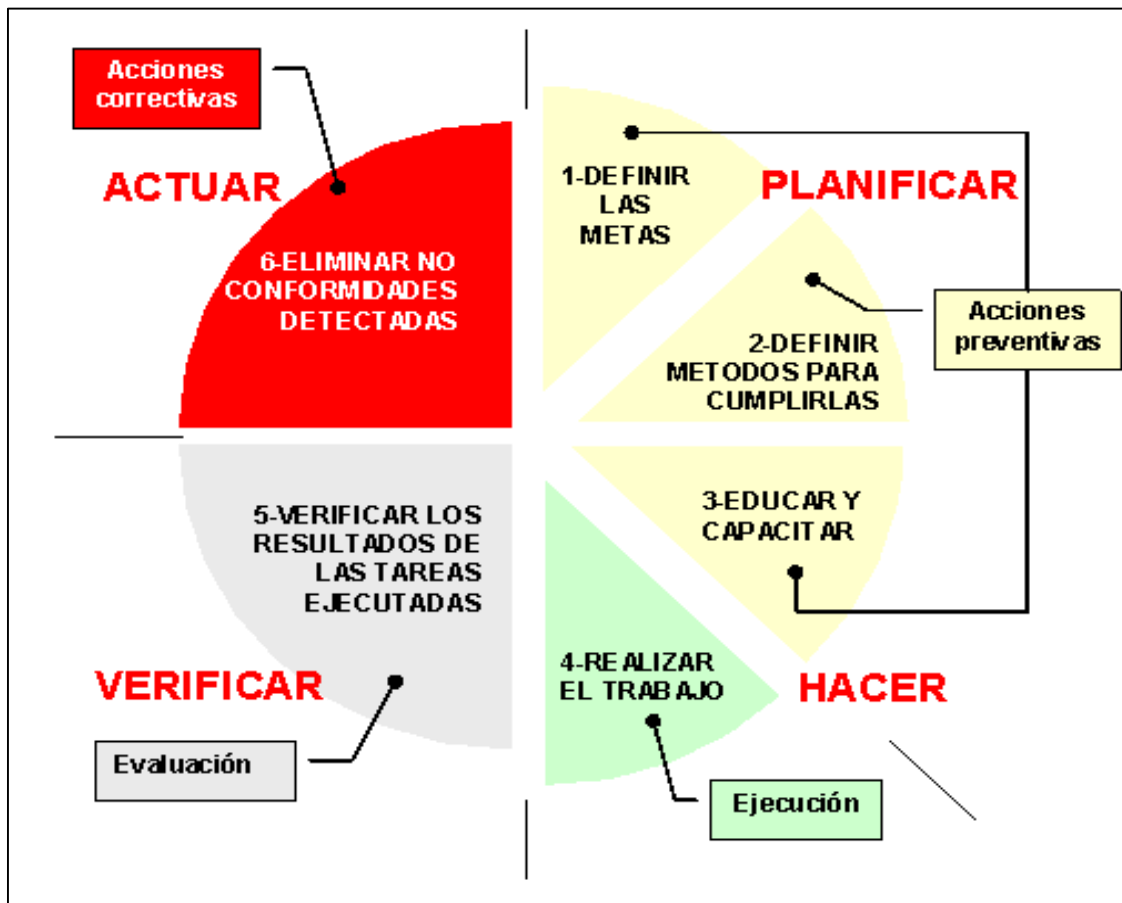 Acciones
correctivas
ACTUAR
6-ELIMINAR NO
CONFORMIDADES
DETECTADAS
1-DEFINIR
LAS
METAS
PLANIFICAR
2-DEFINIR
METODOS PARA
CUMPLIRLAS
Acciones
preventivas
3-EDUCAR Y
CAPACITAR
HACER
4-REALIZAR
EL TRABAJO
Ejecución
5-VERIFICAR LOS
RESULTADOS DE
LAS TAREAS
EJECUTADAS
VERIFICAR
Evaluación